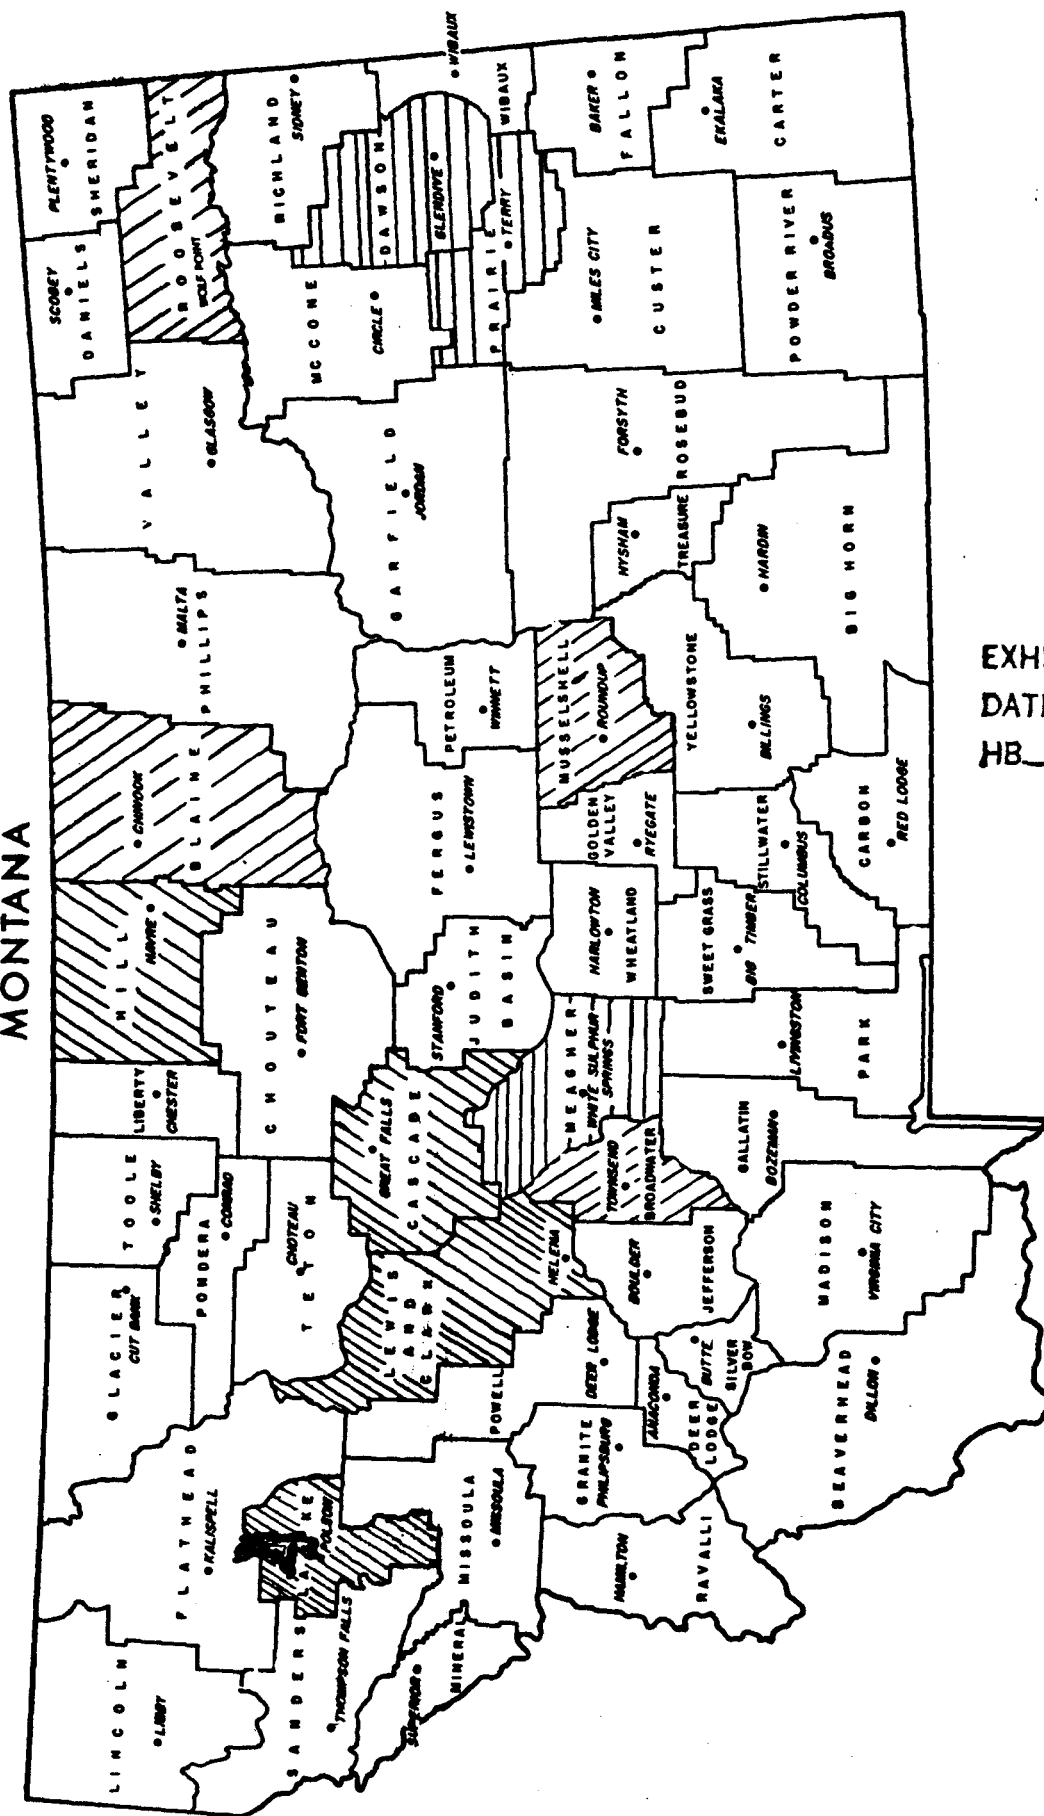 MONTANA
LINCOLN
LIBBY
FLATHEAD
KALISPELL
GLACIER
CUT BANK
TOOLE
SHELBY
LIBERTY
CHESTER
HILL
HAVRE
BLAINE
CHINOOK
PHILLIPS
MALTA
VALLEY
GLASGOW
DANIELS
SCOBEY
SHERIDAN
PLENTYWOOD
ROOSEVELT
WOLF POINT
SANDERS
THOMPSON FALLS
LAKE
POLSON
PONDERA
CONRAD
TETON
CHOTEAU
CHOUTEAU
FORT BENTON
RICHLAND
SIDNEY
MCCONE
CIRCLE
DAWSON
GLENDIVE
WIBAUX
WIBAUX
PRAIRIE
TERRY
GARFIELD
JORDAN
PETROLEUM
WINNETT
FERGUS
LEWISTOWN
JUDITH
BASIN
STANFORD
CASCADE
GREAT FALLS
LEWIS
AND
CLARK
HELENA
POWELL
DEER LODGE
MISSOULA
MISSOULA
MINERAL
SUPERIOR
GRANITE
PHILIPSBURG
RAVALLI
HAMILTON
DEER
LODGE
ANACONDA
SILVER
BOW
BUTTE
JEFFERSON
BOULDER
BROADWATER
TOWNSEND
MEAGHER
WHITE SULPHUR
SPRINGS
WHEATLAND
HARLOWTON
GOLDEN
VALLEY
RYEGATE
MUSSELSHELL
ROUNDUP
YELLOWSTONE
BILLINGS
TREASURE
HYSHAM
ROSEBUD
FORSYTH
CUSTER
MILES CITY
FALLON
BAKER
CARTER
EKALAKA
POWDER RIVER
BROADUS
BIG HORN
HARDIN
CARBON
RED LODGE
STILLWATER
COLUMBUS
SWEET GRASS
BIG TIMBER
PARK
LIVINGSTON
GALLATIN
BOZEMAN
MADISON
VIRGINIA CITY
BEAVERHEAD
DILLON
EXH
DAT
HB